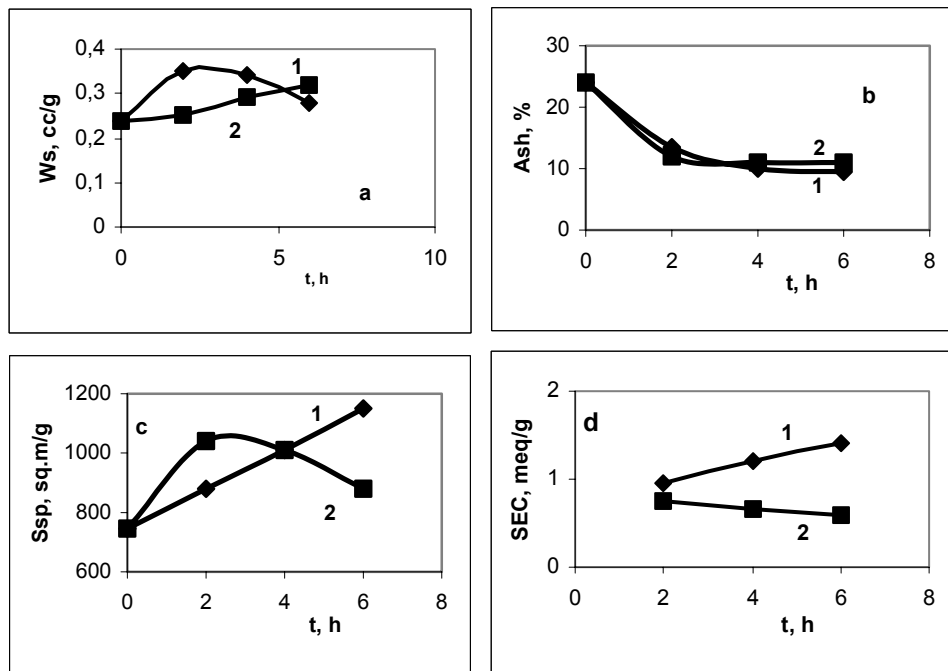 0,4
0,3
0,2
0,1
0
Ws, cc/g
1
2
a
0 5 10
t, h
30
20
10
0
Ash, %
b
2
1
0 2 4 6 8
t, h
1200
1000
800
600
Ssp, sq.m/g
c
1
2
0 2 4 6 8
t, h
2
1
0
SEC, meq/g
d
1
2
0 2 4 6 8
t, h